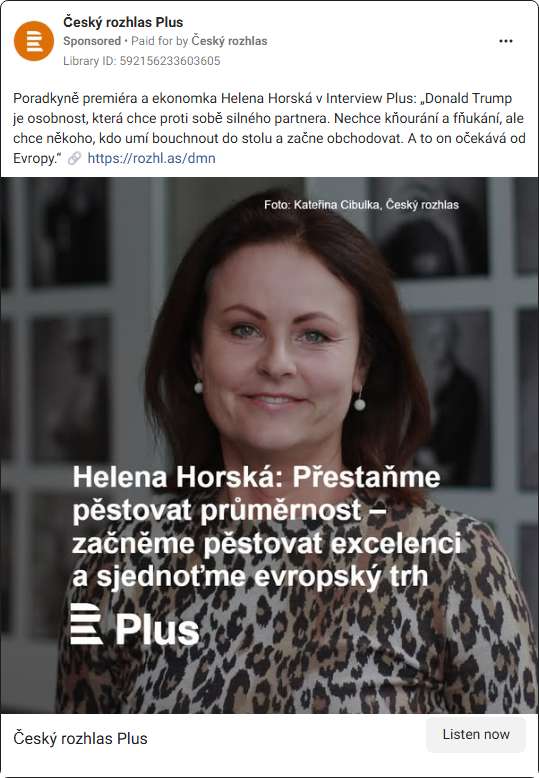 Český rozhlas Plus
Sponsored • Paid for by Český rozhlas
Library ID: 592156233603605
Poradkyně premiéra a ekonomka Helena Horská v Interview Plus: „Donald Trump
je osobnost, která chce proti sobě silného partnera. Nechce kňourání a fňukání, ale
chce někoho, kdo umí bouchnout do stolu a začne obchodovat. A to on očekává od
Evropy.“ 🔗 https://rozhl.as/dmn
Foto: Kateřina Cibulka, Český rozhlas
Helena Horská: Přestaňme
pěstovat průměrnost –
začněme pěstovat excelenci
a sjednoťme evropský trh
Plus
Český rozhlas Plus
Listen now